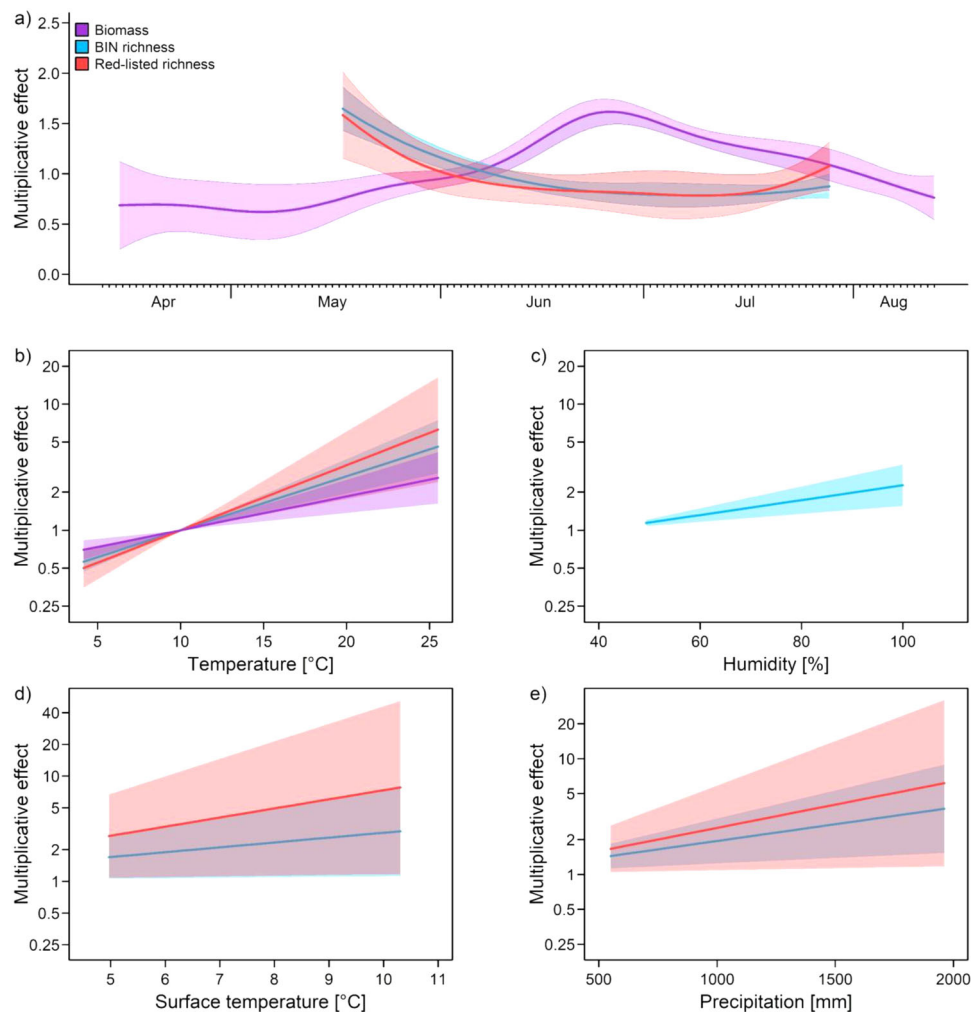 a)
Biomass
BIN richness
Red-listed richness
Multiplicative effect
2.5
2.0
1.5
1.0
0.5
0.0
Apr May Jun Jul Aug
b)
Multiplicative effect
20
10
5
2
1
0.5
0.25
5 10 15 20 25
Temperature [°C]
c)
Multiplicative effect
20
10
5
2
1
0.5
0.25
40 60 80 100
Humidity [%]
d)
Multiplicative effect
40
20
10
5
2
1
0.5
0.25
5 6 7 8 9 10 11
Surface temperature [°C]
e)
Multiplicative effect
20
10
5
2
1
0.5
0.25
500 1000 1500 2000
Precipitation [mm]